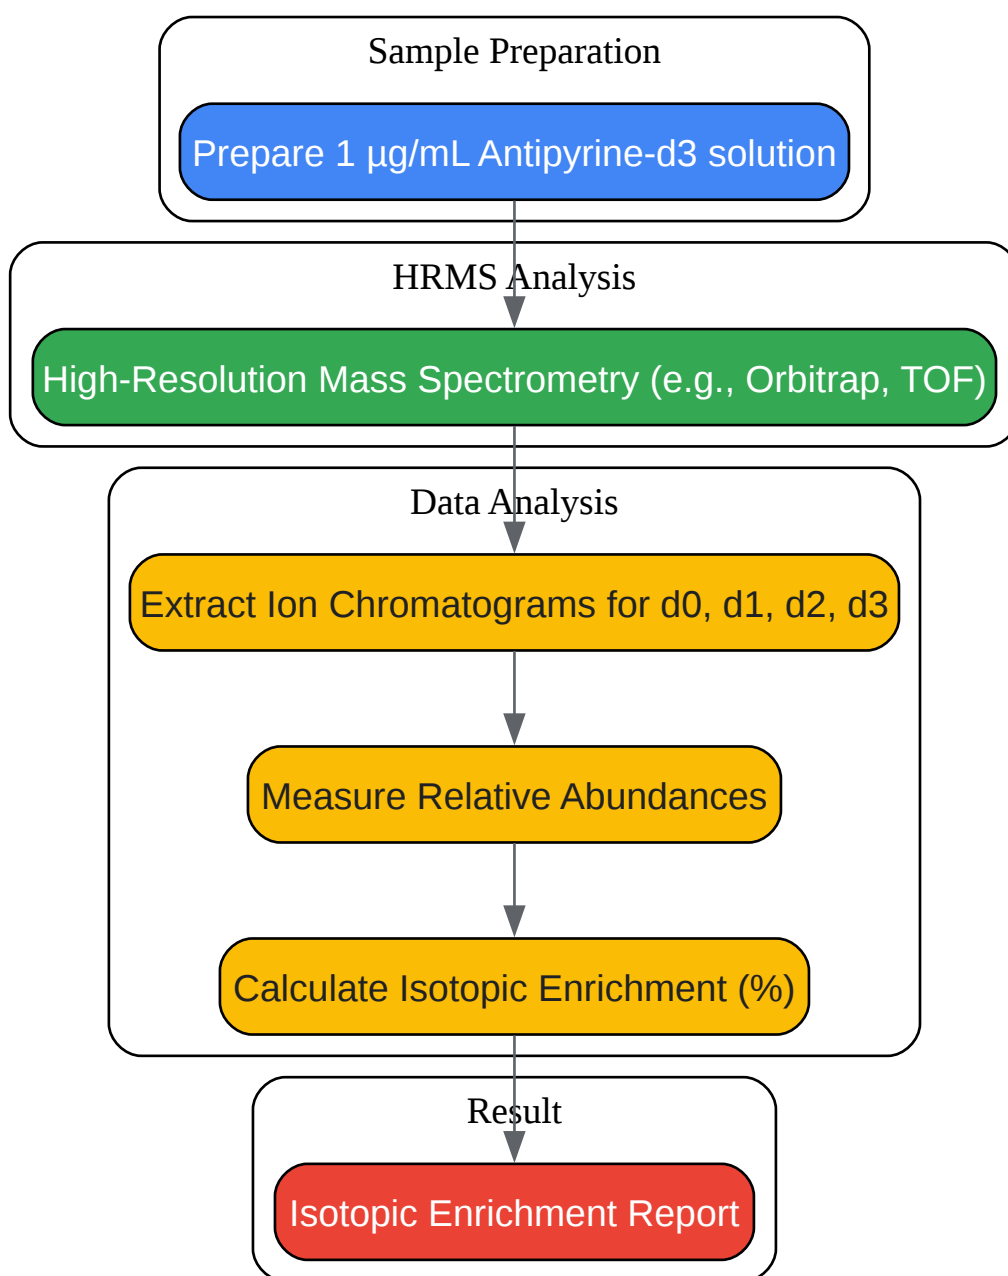 Sample Preparation
Prepare 1 µg/mL Antipyrine-d3 solution
HRMS Analysis
High-Resolution Mass Spectrometry (e.g., Orbitrap, TOF)
Data Analysis
Extract Ion Chromatograms for d0, d1, d2, d3
Measure Relative Abundances
Calculate Isotopic Enrichment (%)
Result
Isotopic Enrichment Report